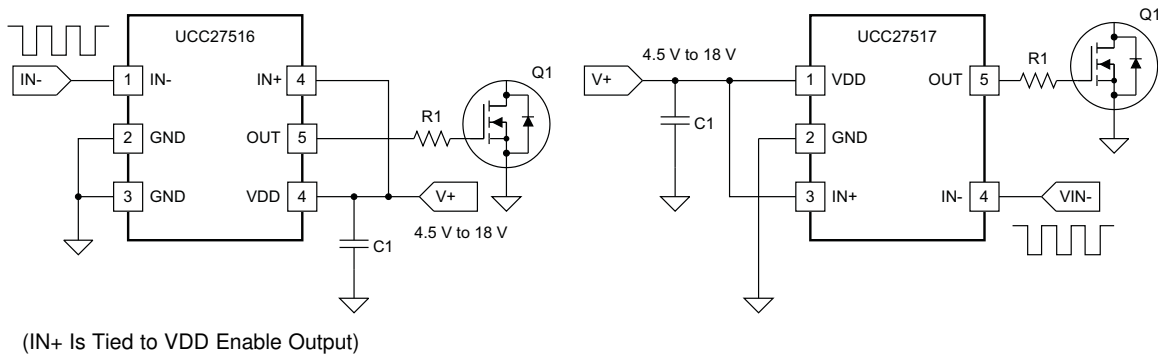 UCC27516
IN-
1
IN-
IN+
4
2
GND
OUT
5
R1
Q1
3
GND
VDD
4
V+
4.5 V to 18 V
C1
UCC27517
4.5 V to 18 V
V+
1
VDD
OUT
5
R1
Q1
C1
2
GND
3
IN+
IN-
4
VIN-
(IN+ Is Tied to VDD Enable Output)